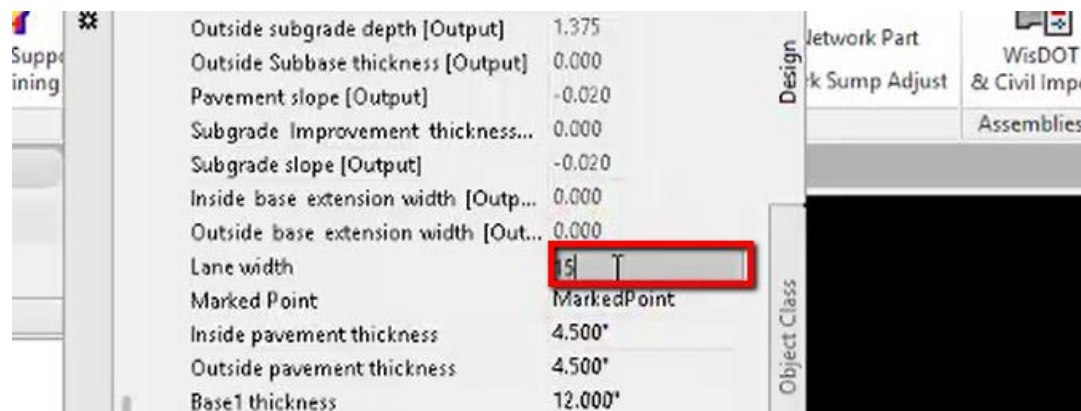 Outside subgrade depth [Output] 1.375
Outside Subbase thickness [Output] 0.000
Pavement slope [Output] -0.020
Subgrade Improvement thickness... 0.000
Subgrade slope [Output] -0.020
Inside base extension width [Outp... 0.000
Outside base extension width [Out... 0.000
Lane width 15
Marked Point MarkedPoint
Inside pavement thickness 4.500"
Outside pavement thickness 4.500"
Base1 thickness 12.000"
Design
Object Class
Suppo
ining
Network Part
k Sump Adjust
WisDOT
& Civil Impo
Assemblies